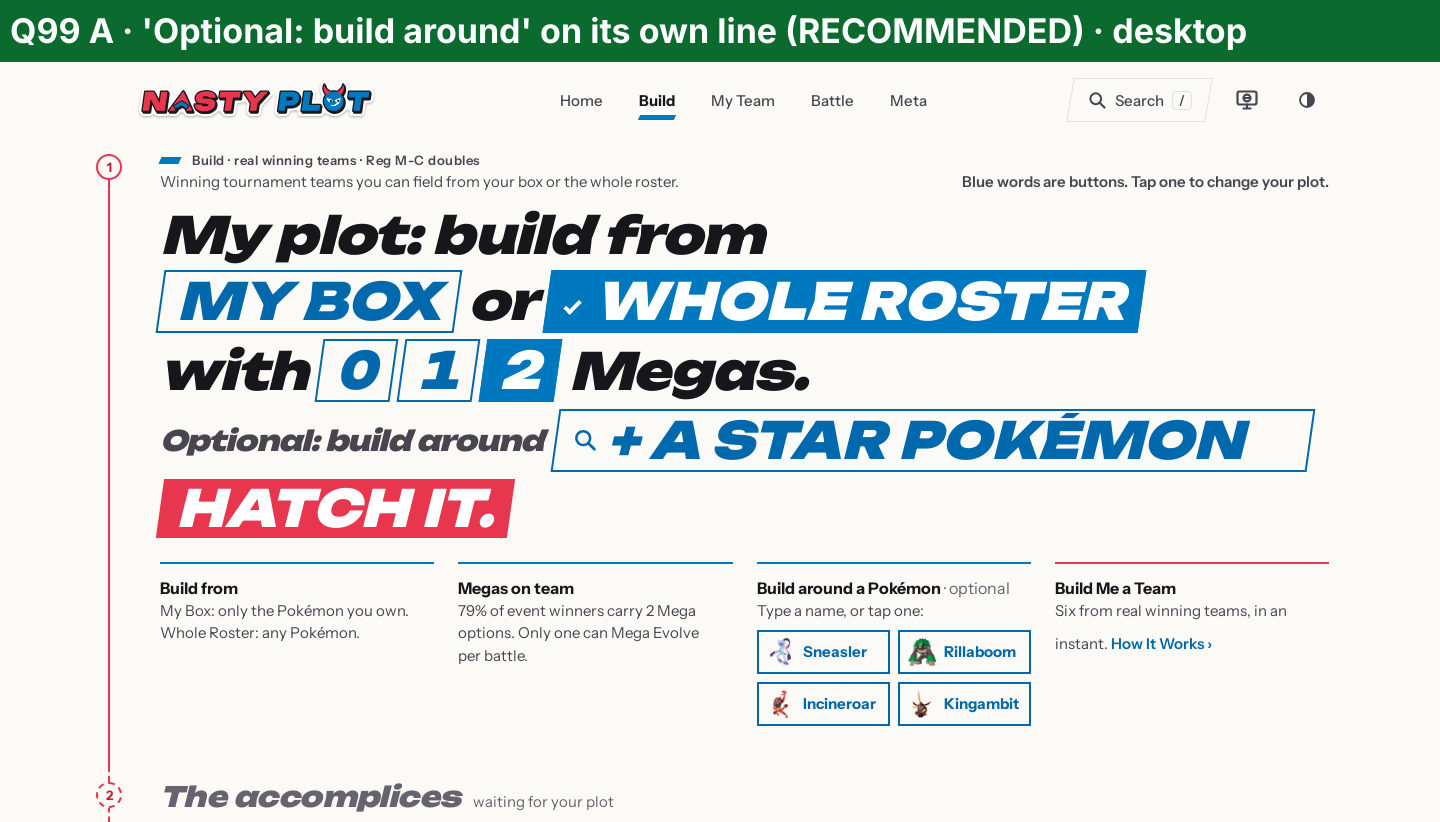 Q99 A · 'Optional: build around' on its own line (RECOMMENDED) · desktop
NASTY PLOT
Home Build My Team Battle Meta Search /
1
Build · real winning teams · Reg M-C doubles
Winning tournament teams you can field from your box or the whole roster.
Blue words are buttons. Tap one to change your plot.
My plot: build from
MY BOX or ✓ WHOLE ROSTER
with 0 1 2 Megas.
Optional: build around + A STAR POKÉMON
HATCH IT.
Build from
My Box: only the Pokémon you own.
Whole Roster: any Pokémon.
Megas on team
79% of event winners carry 2 Mega
options. Only one can Mega Evolve
per battle.
Build around a Pokémon · optional
Type a name, or tap one:
Sneasler Rillaboom
Incineroar Kingambit
Build Me a Team
Six from real winning teams, in an
instant. How It Works ›
2
The accomplices waiting for your plot